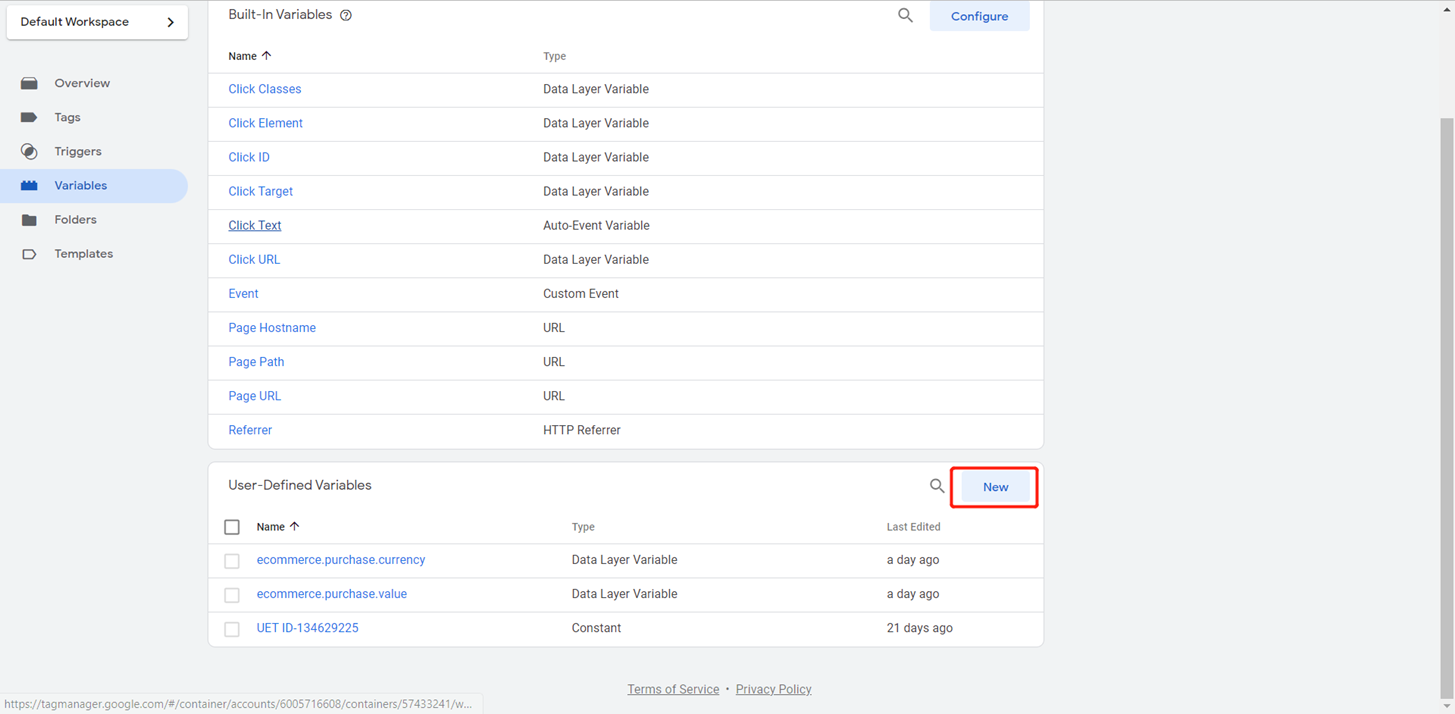 Default Workspace
Overview
Tags
Triggers
Variables
Folders
Templates
Built-In Variables
Configure
Name Type
Click Classes Data Layer Variable
Click Element Data Layer Variable
Click ID Data Layer Variable
Click Target Data Layer Variable
Click Text Auto-Event Variable
Click URL Data Layer Variable
Event Custom Event
Page Hostname URL
Page Path URL
Page URL URL
Referrer HTTP Referrer
User-Defined Variables
New
Name Type Last Edited
ecommerce.purchase.currency Data Layer Variable a day ago
ecommerce.purchase.value Data Layer Variable a day ago
UET ID-134629225 Constant 21 days ago
Terms of Service • Privacy Policy
https://tagmanager.google.com/#/container/accounts/6005716608/containers/57433241/w...